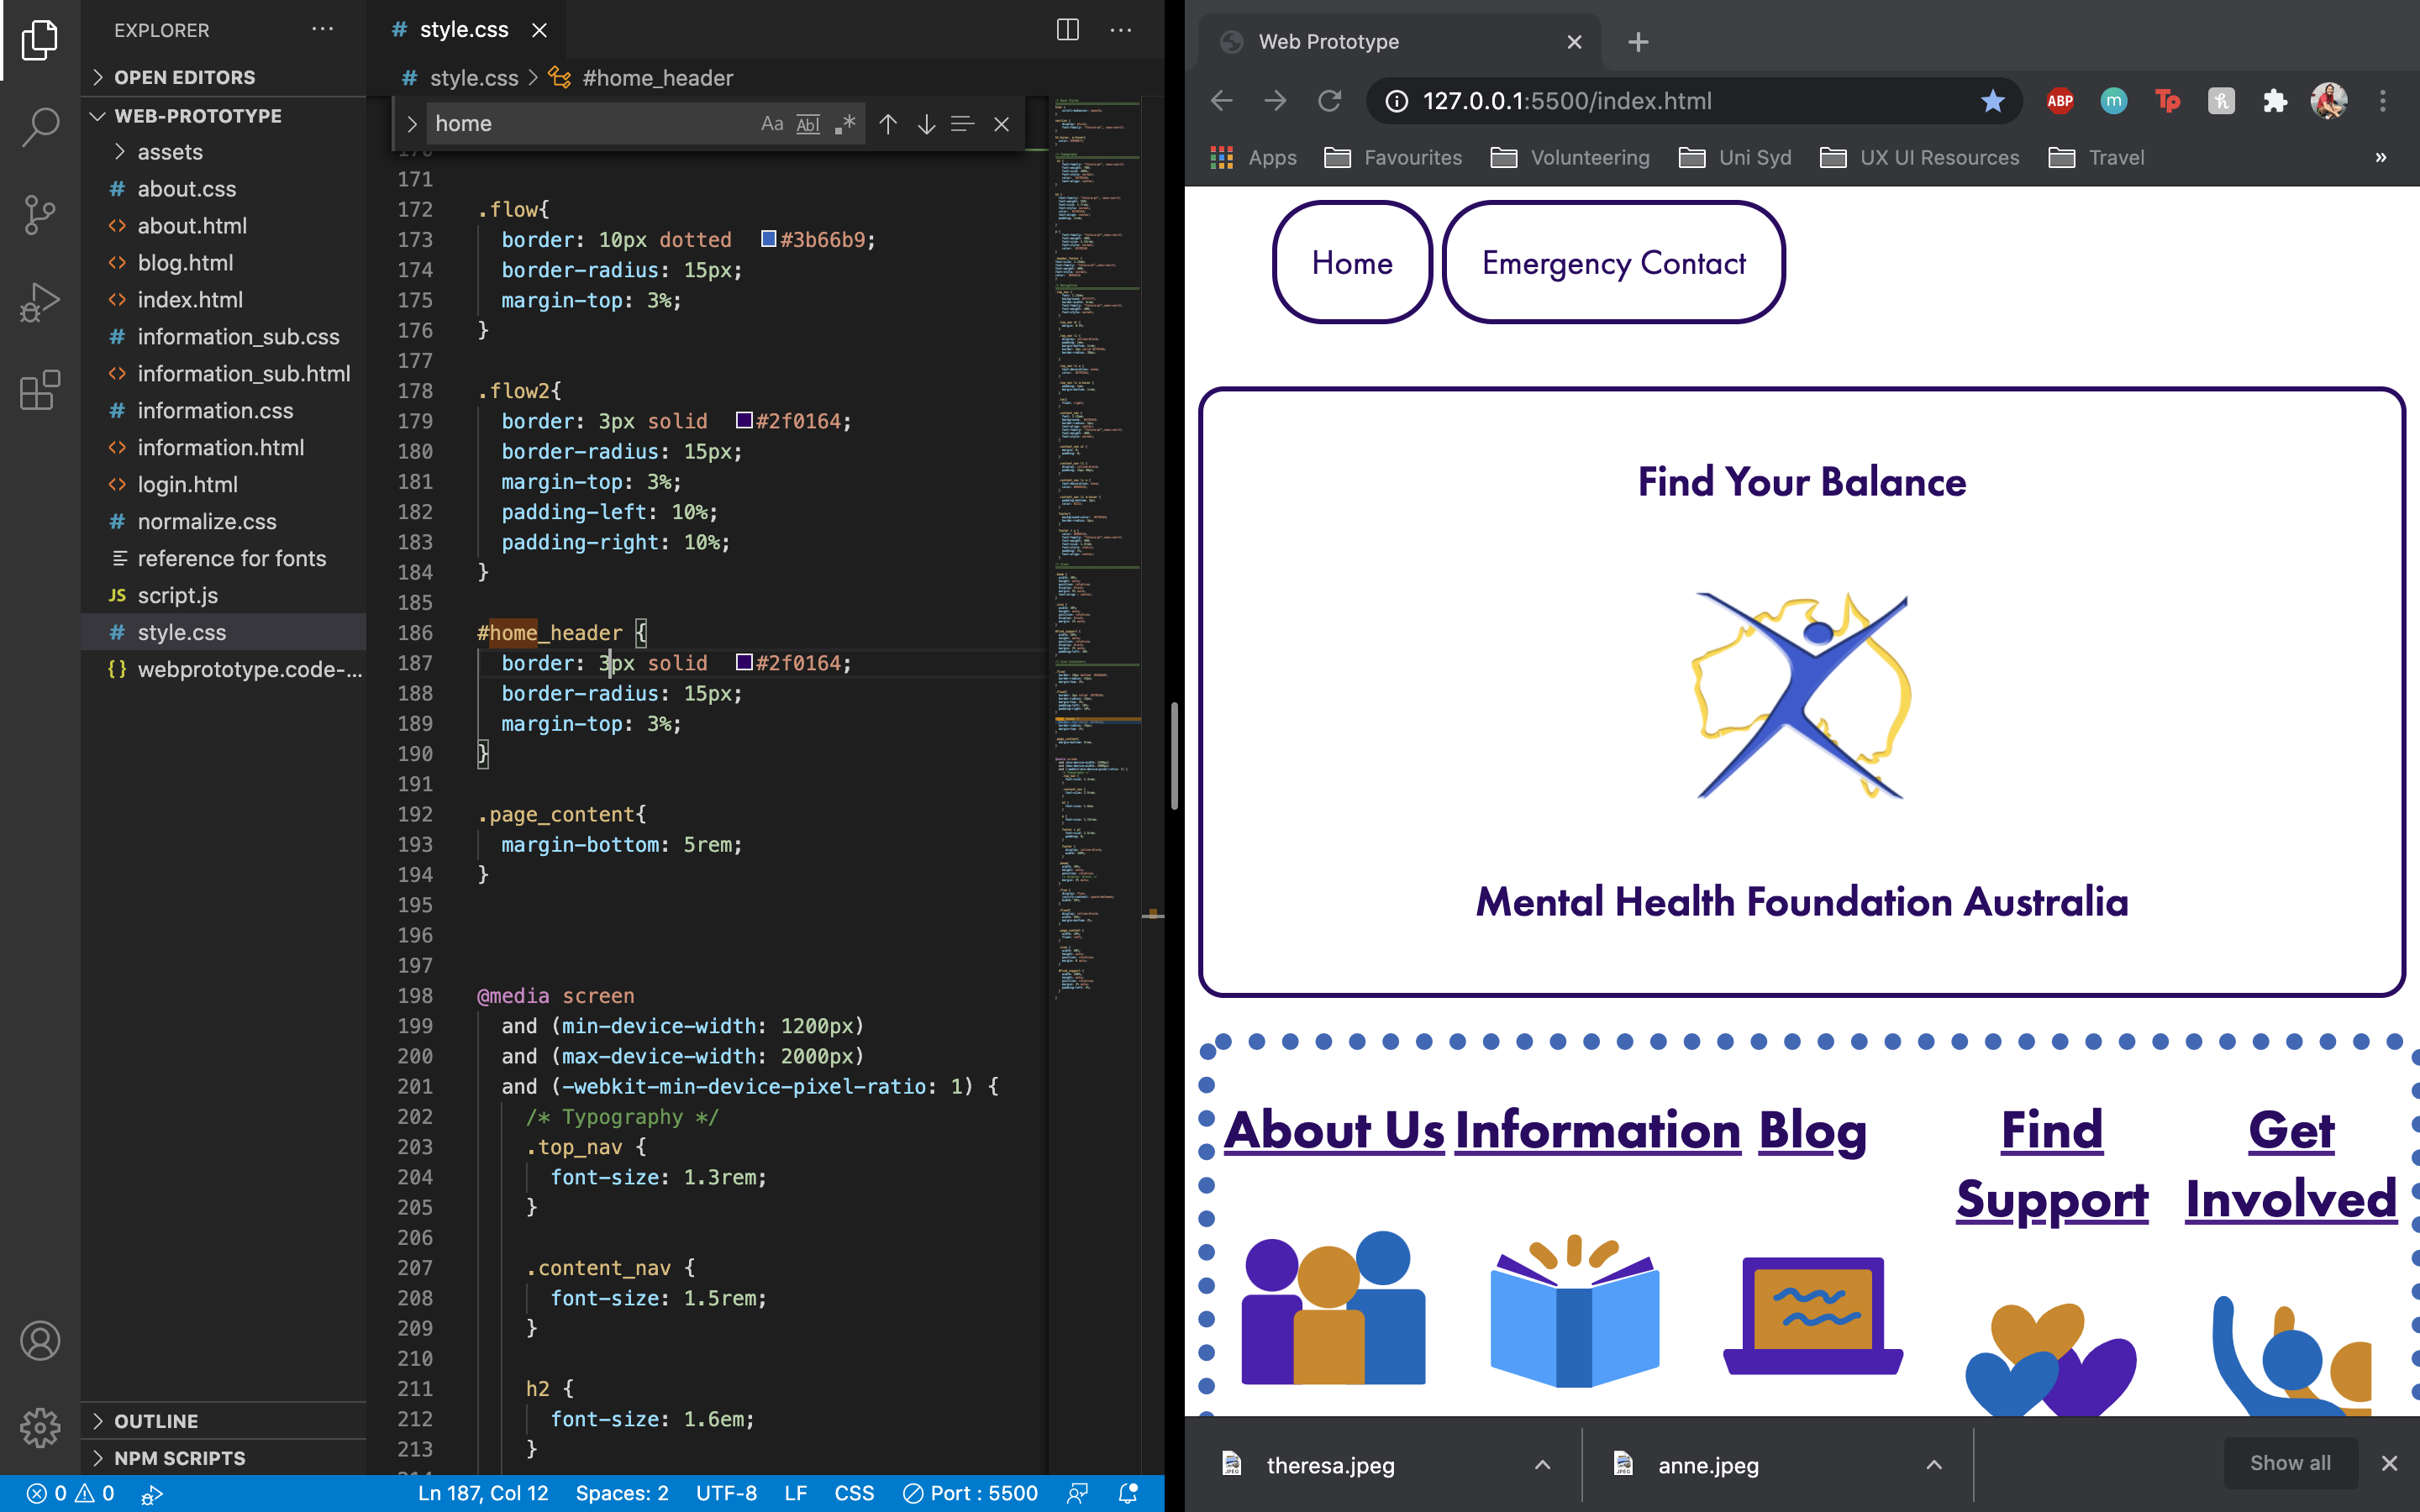 EXPLORER
OPEN EDITORS
WEB-PROTOTYPE
assets
# about.css
<> about.html
<> blog.html
<> index.html
# information_sub.css
<> information_sub.html
# information.css
<> information.html
<> login.html
# normalize.css
reference for fonts
JS script.js
# style.css
{} webprototype.code-...
OUTLINE
NPM SCRIPTS
# style.css
# style.css > #home_header
home
Aa Abl .*
170
171
172 .flow{
173 border: 10px dotted #3b66b9;
174 border-radius: 15px;
175 margin-top: 3%;
176 }
177
178 .flow2{
179 border: 3px solid #2f0164;
180 border-radius: 15px;
181 margin-top: 3%;
182 padding-left: 10%;
183 padding-right: 10%;
184 }
185
186 #home_header {
187 border: 3px solid #2f0164;
188 border-radius: 15px;
189 margin-top: 3%;
190 }
191
192 .page_content{
193 margin-bottom: 5rem;
194 }
195
196
197
198 @media screen
199 and (min-device-width: 1200px)
200 and (max-device-width: 2000px)
201 and (-webkit-min-device-pixel-ratio: 1) {
202 /* Typography */
203 .top_nav {
204 font-size: 1.3rem;
205 }
206
207 .content_nav {
208 font-size: 1.5rem;
209 }
210
211 h2 {
212 font-size: 1.6em;
213 }
0 0
Ln 187, Col 12 Spaces: 2 UTF-8 LF CSS Port : 5500
Web Prototype
127.0.0.1:5500/index.html
ABP m Tp h
Apps Favourites Volunteering Uni Syd UX UI Resources Travel »
Home Emergency Contact
Find Your Balance
Mental Health Foundation Australia
About Us Information Blog Find Support Get Involved
theresa.jpeg anne.jpeg Show all